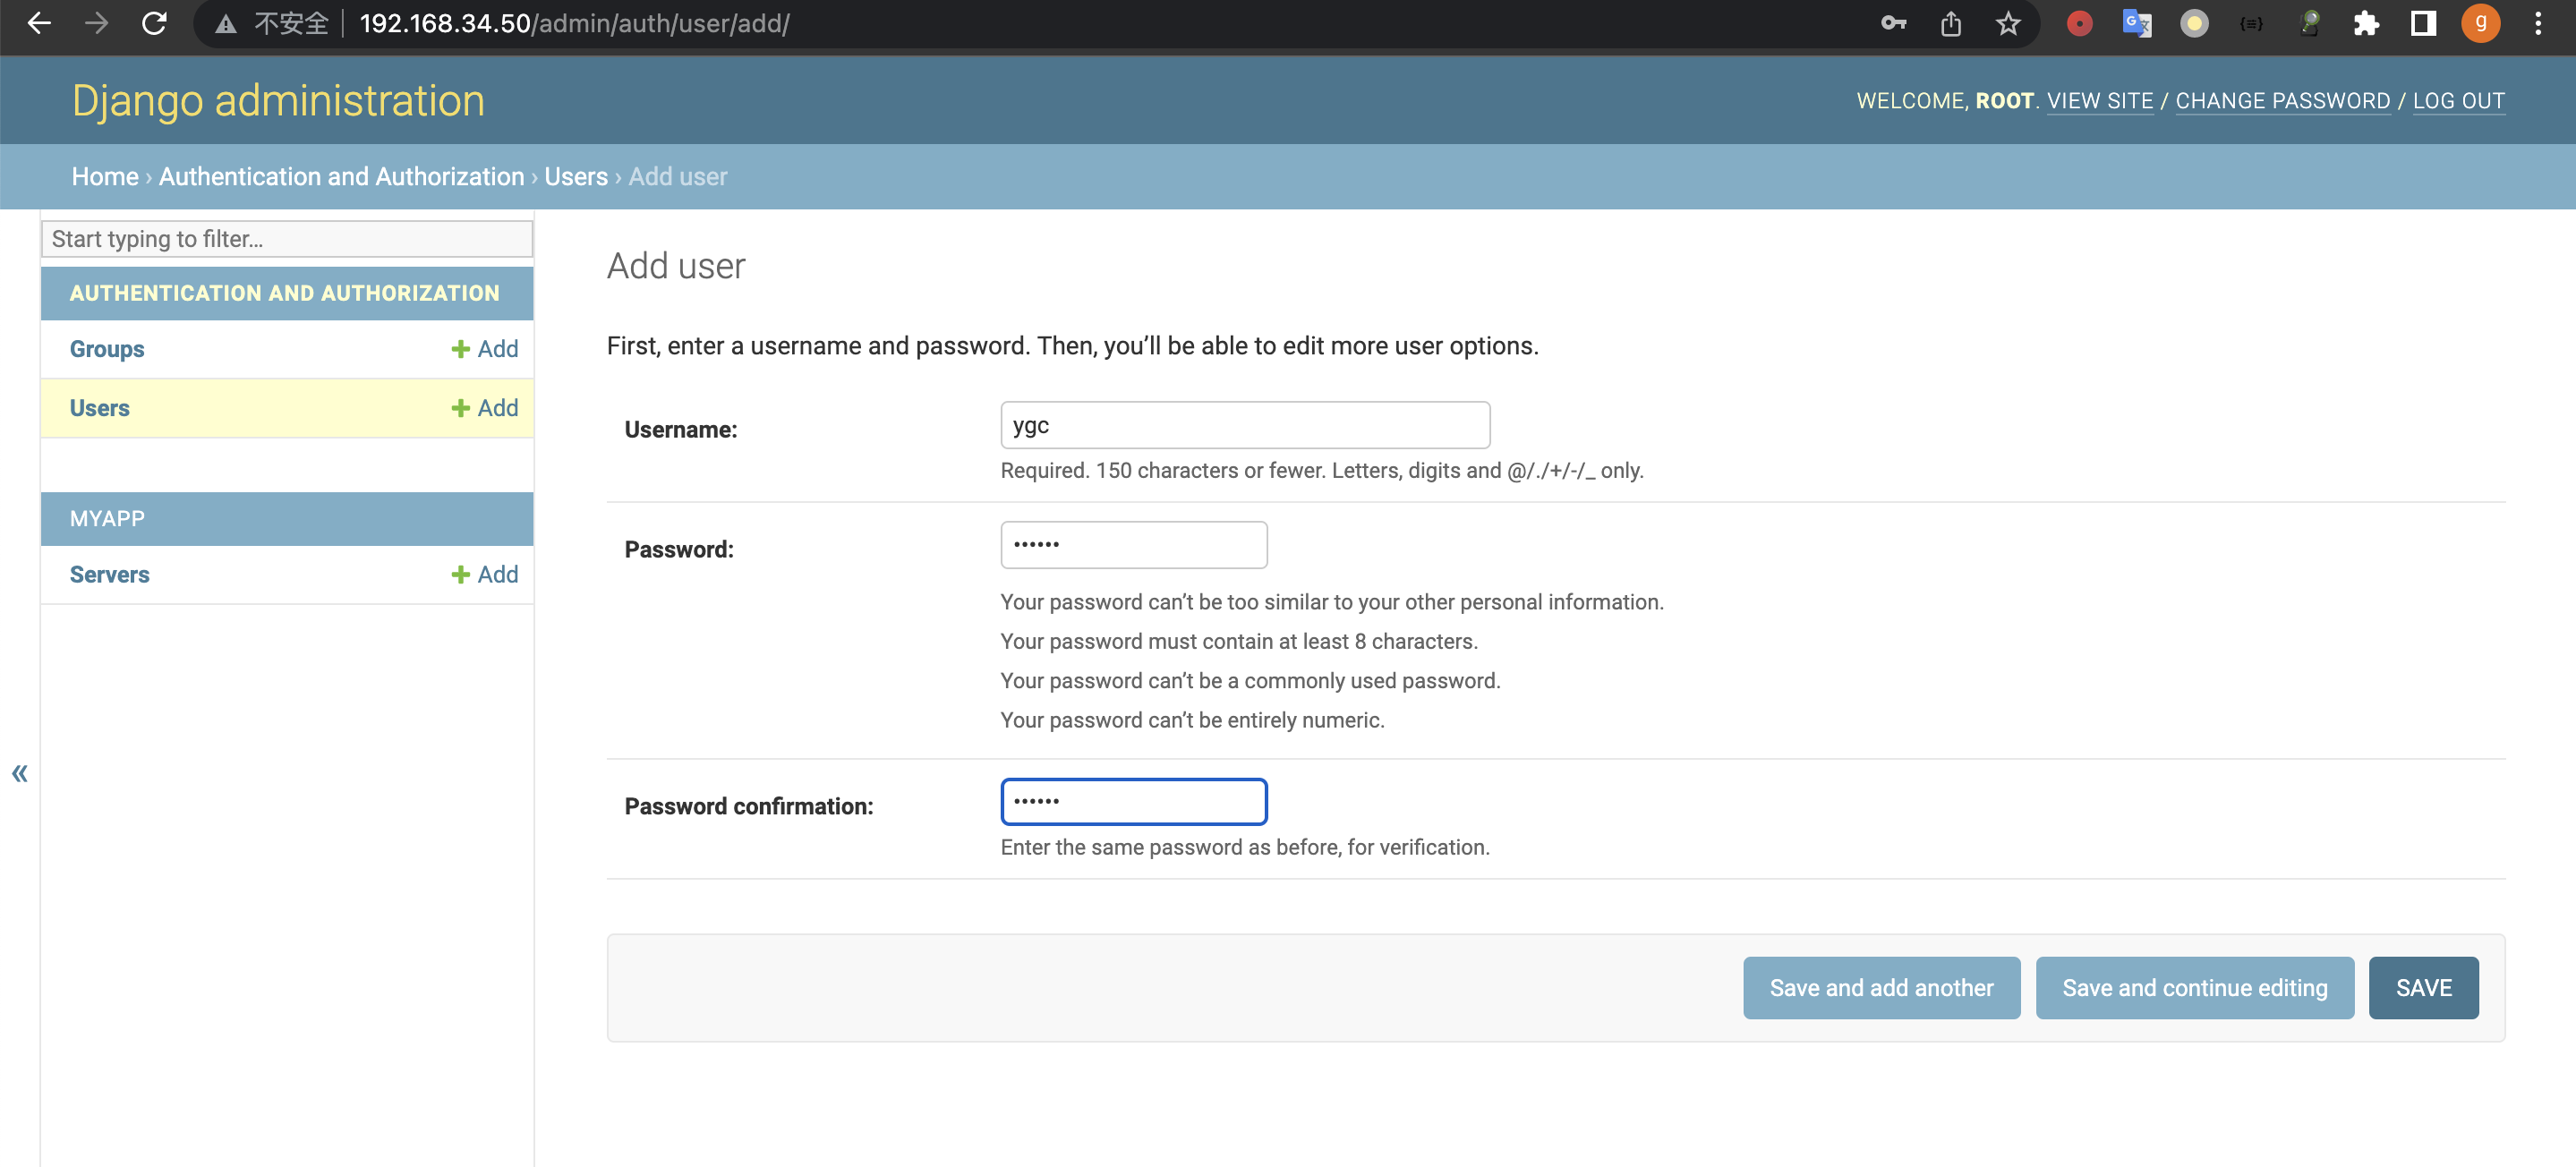 不安全 192.168.34.50/admin/auth/user/add/
g
Django administration
WELCOME, ROOT. VIEW SITE / CHANGE PASSWORD / LOG OUT
Home › Authentication and Authorization › Users › Add user
Start typing to filter...
AUTHENTICATION AND AUTHORIZATION
Groups + Add
Users + Add
MYAPP
Servers + Add
«
Add user
First, enter a username and password. Then, you’ll be able to edit more user options.
Username: ygc
Required. 150 characters or fewer. Letters, digits and @/./+/-/_ only.
Password: ••••••
Your password can’t be too similar to your other personal information.
Your password must contain at least 8 characters.
Your password can’t be a commonly used password.
Your password can’t be entirely numeric.
Password confirmation: ••••••
Enter the same password as before, for verification.
Save and add another
Save and continue editing
SAVE